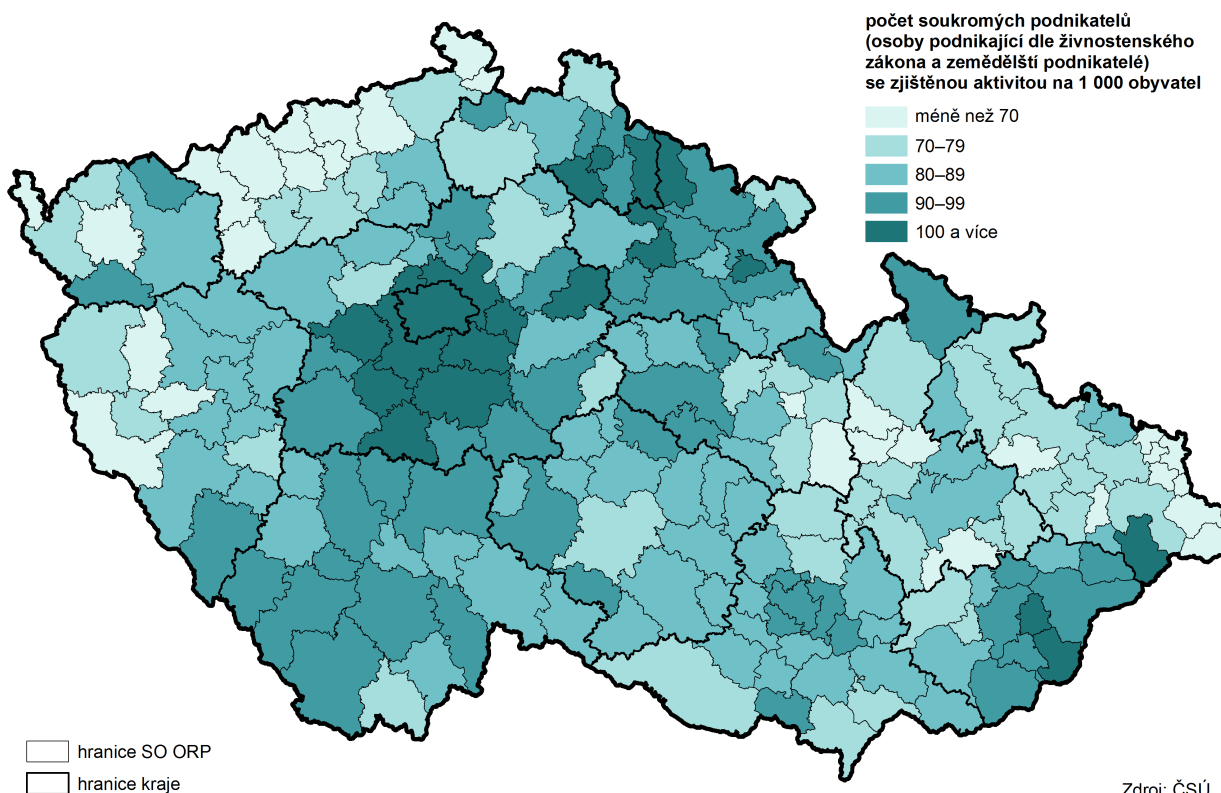 počet soukromých podnikatelů
(osoby podnikající dle živnostenského
zákona a zemědělští podnikatelé)
se zjištěnou aktivitou na 1 000 obyvatel
méně než 70
70–79
80–89
90–99
100 a více
hranice SO ORP
hranice kraje
Zdroj: ČSÚ